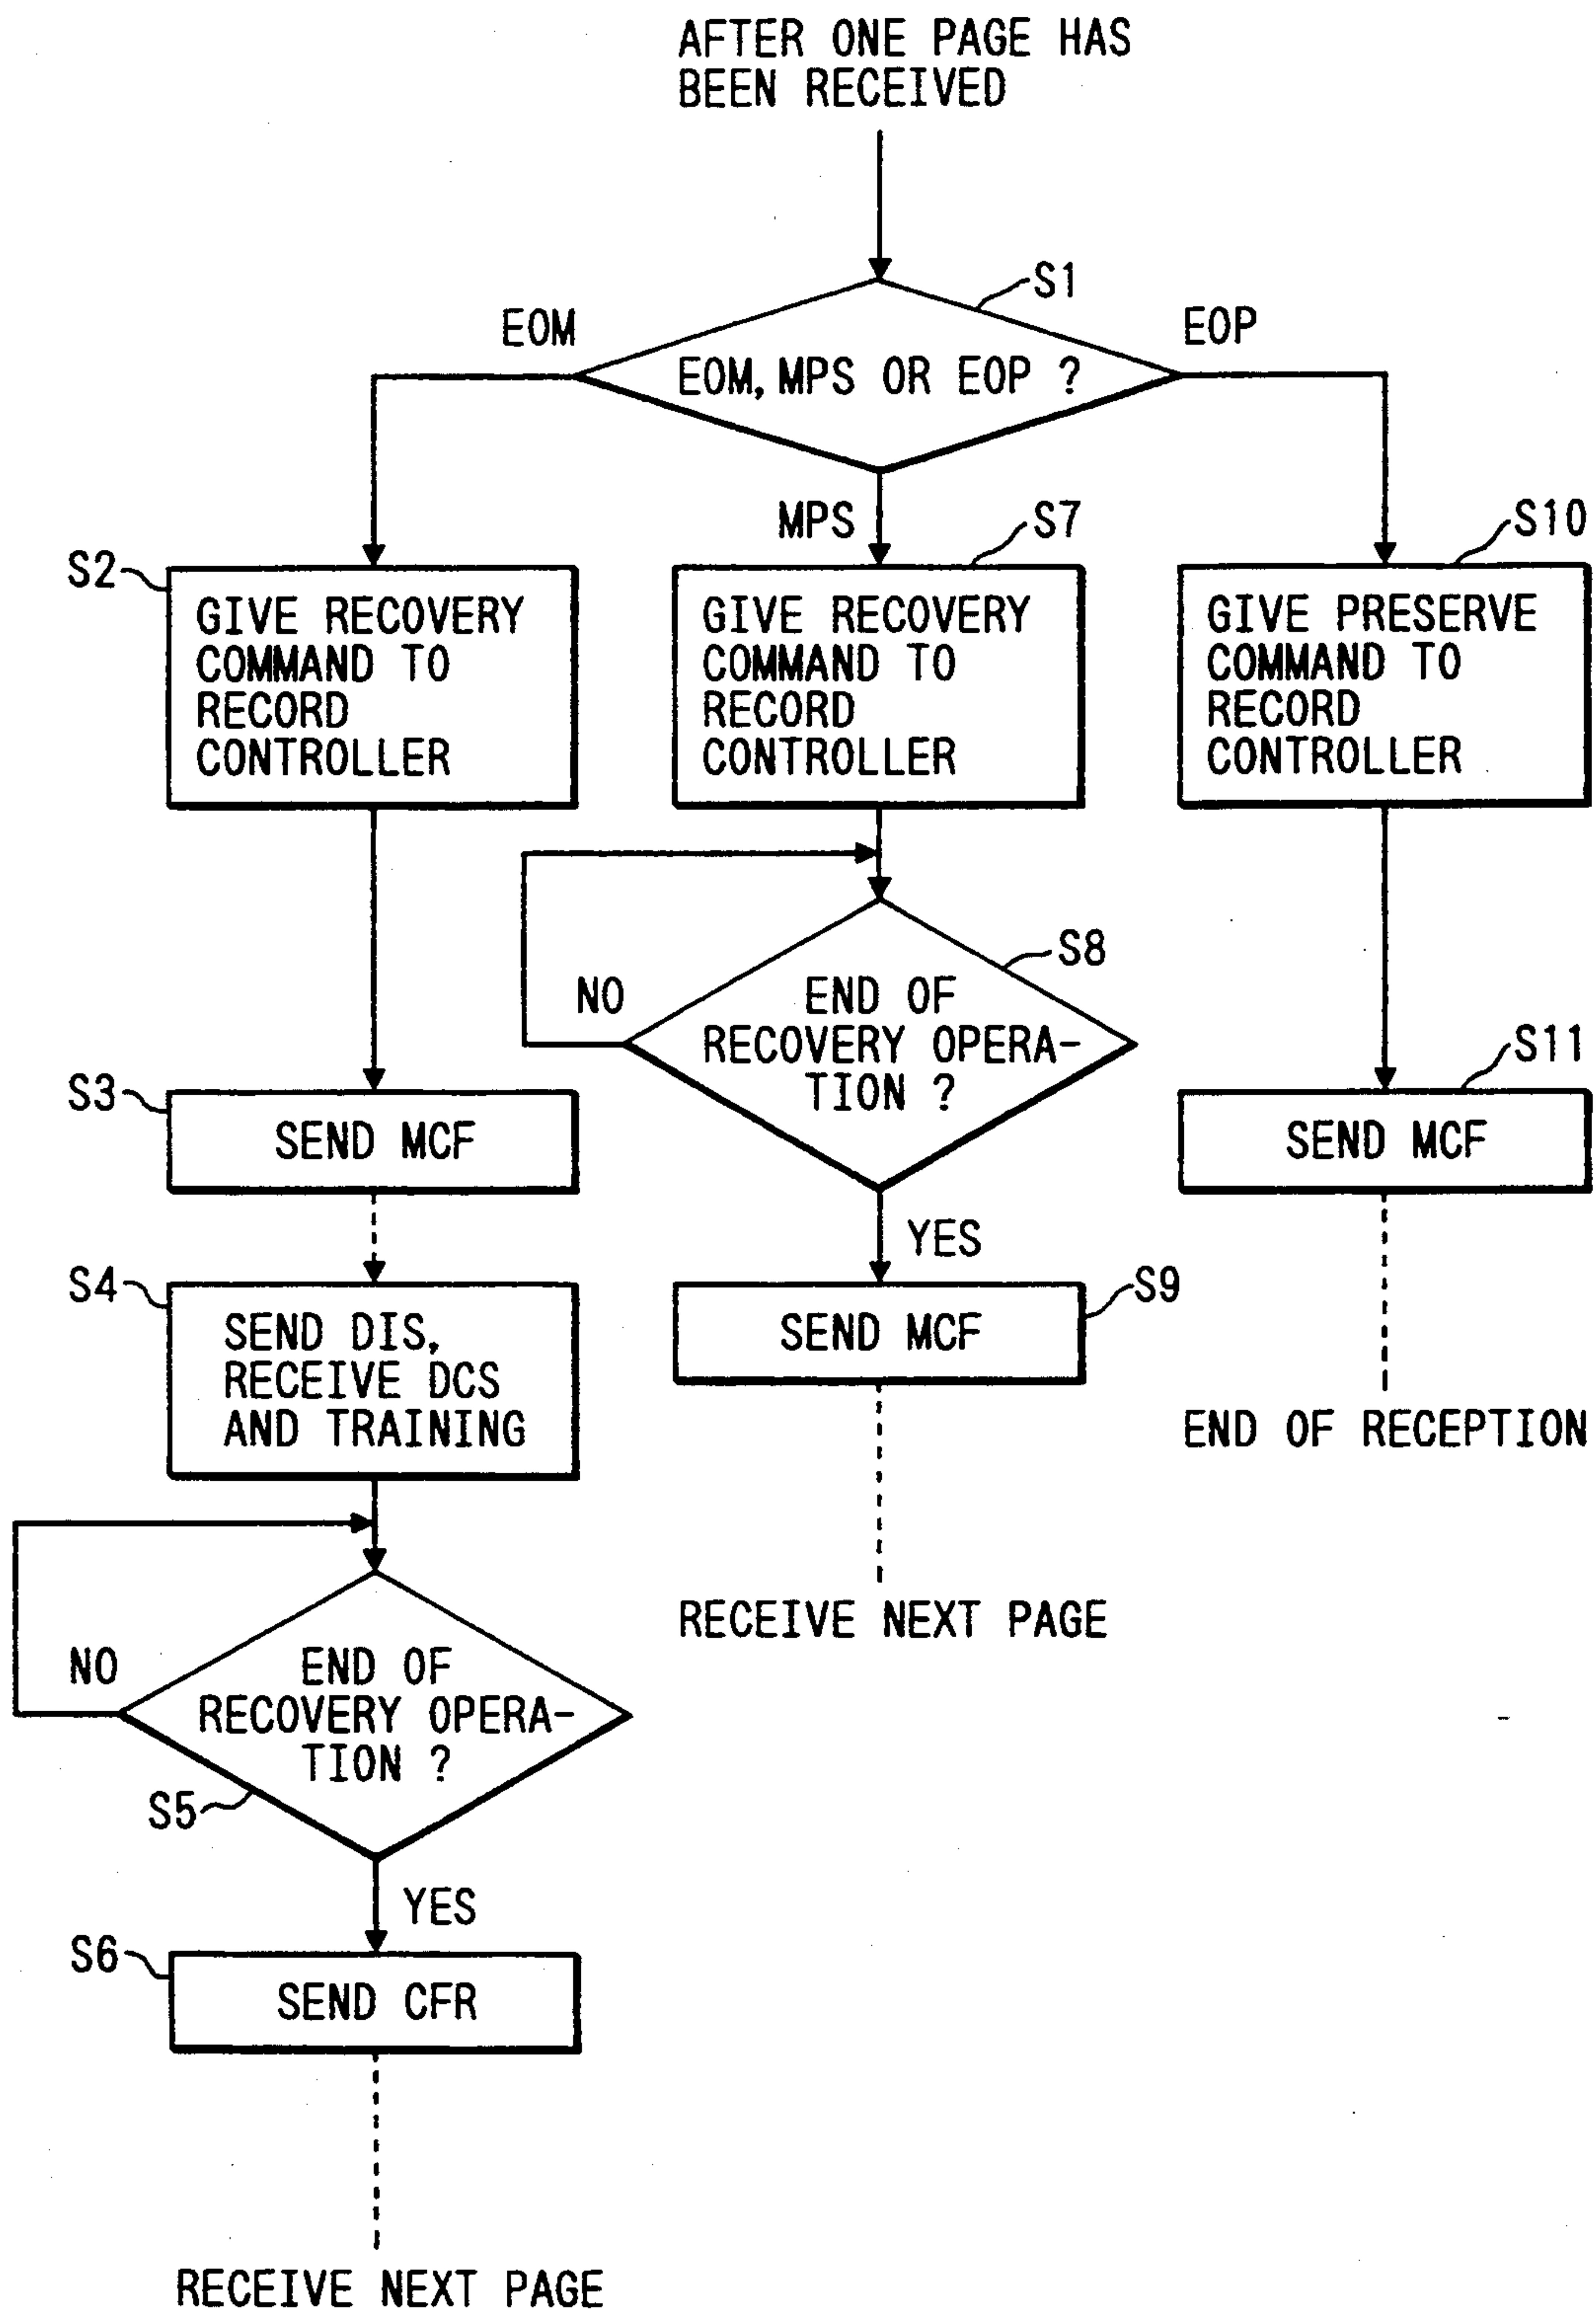 AFTER ONE PAGE HAS
BEEN RECEIVED
S1
EOM
EOP
EOM, MPS OR EOP ?
MPS
S7
S10
S2
GIVE RECOVERY
COMMAND TO
RECORD
CONTROLLER
GIVE RECOVERY
COMMAND TO
RECORD
CONTROLLER
GIVE PRESERVE
COMMAND TO
RECORD
CONTROLLER
S8
NO
END OF
RECOVERY OPERA-
TION ?
S11
S3
SEND MCF
SEND MCF
YES
S4
SEND DIS,
RECEIVE DCS
AND TRAINING
S9
SEND MCF
END OF RECEPTION
RECEIVE NEXT PAGE
NO
END OF
RECOVERY OPERA-
TION ?
S5
YES
S6
SEND CFR
RECEIVE NEXT PAGE